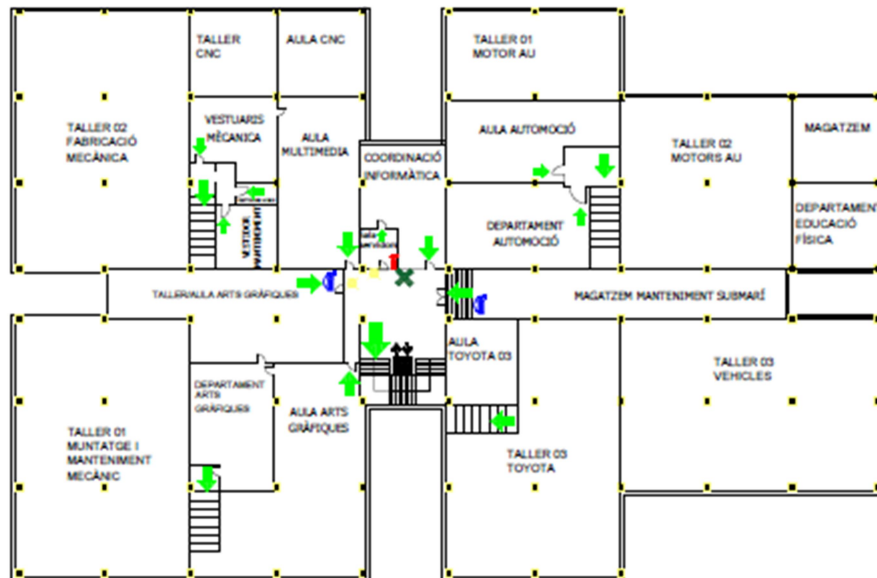 TALLER
CNC
AULA CNC
TALLER 01
MOTOR AU
TALLER 02
FABRICACIÓ
MECÀNICA
VESTUARIS
MÈCANICA
AULA
MULTIMEDIA
COORDINACIÓ
INFORMÀTICA
AULA AUTOMOCIÓ
TALLER 02
MOTORS AU
MAGATZEM
VESTIDOR
MANTENIMENT
DEPARTAMENT
AUTOMOCIÓ
DEPARTAMENT
EDUCACIÓ
FÍSICA
TALLER/AULA ARTS GRÀFIQUES
MAGATZEM MANTENIMENT SUBMARÍ
AULA
TOYOTA 03
TALLER 03
VEHICLES
DEPARTAMENT
ARTS
GRÀFIQUES
AULA ARTS
GRÀFIQUES
TALLER 01
MUNTATGE I
MANTENIMENT
MECÀNIC
TALLER 03
TOYOTA